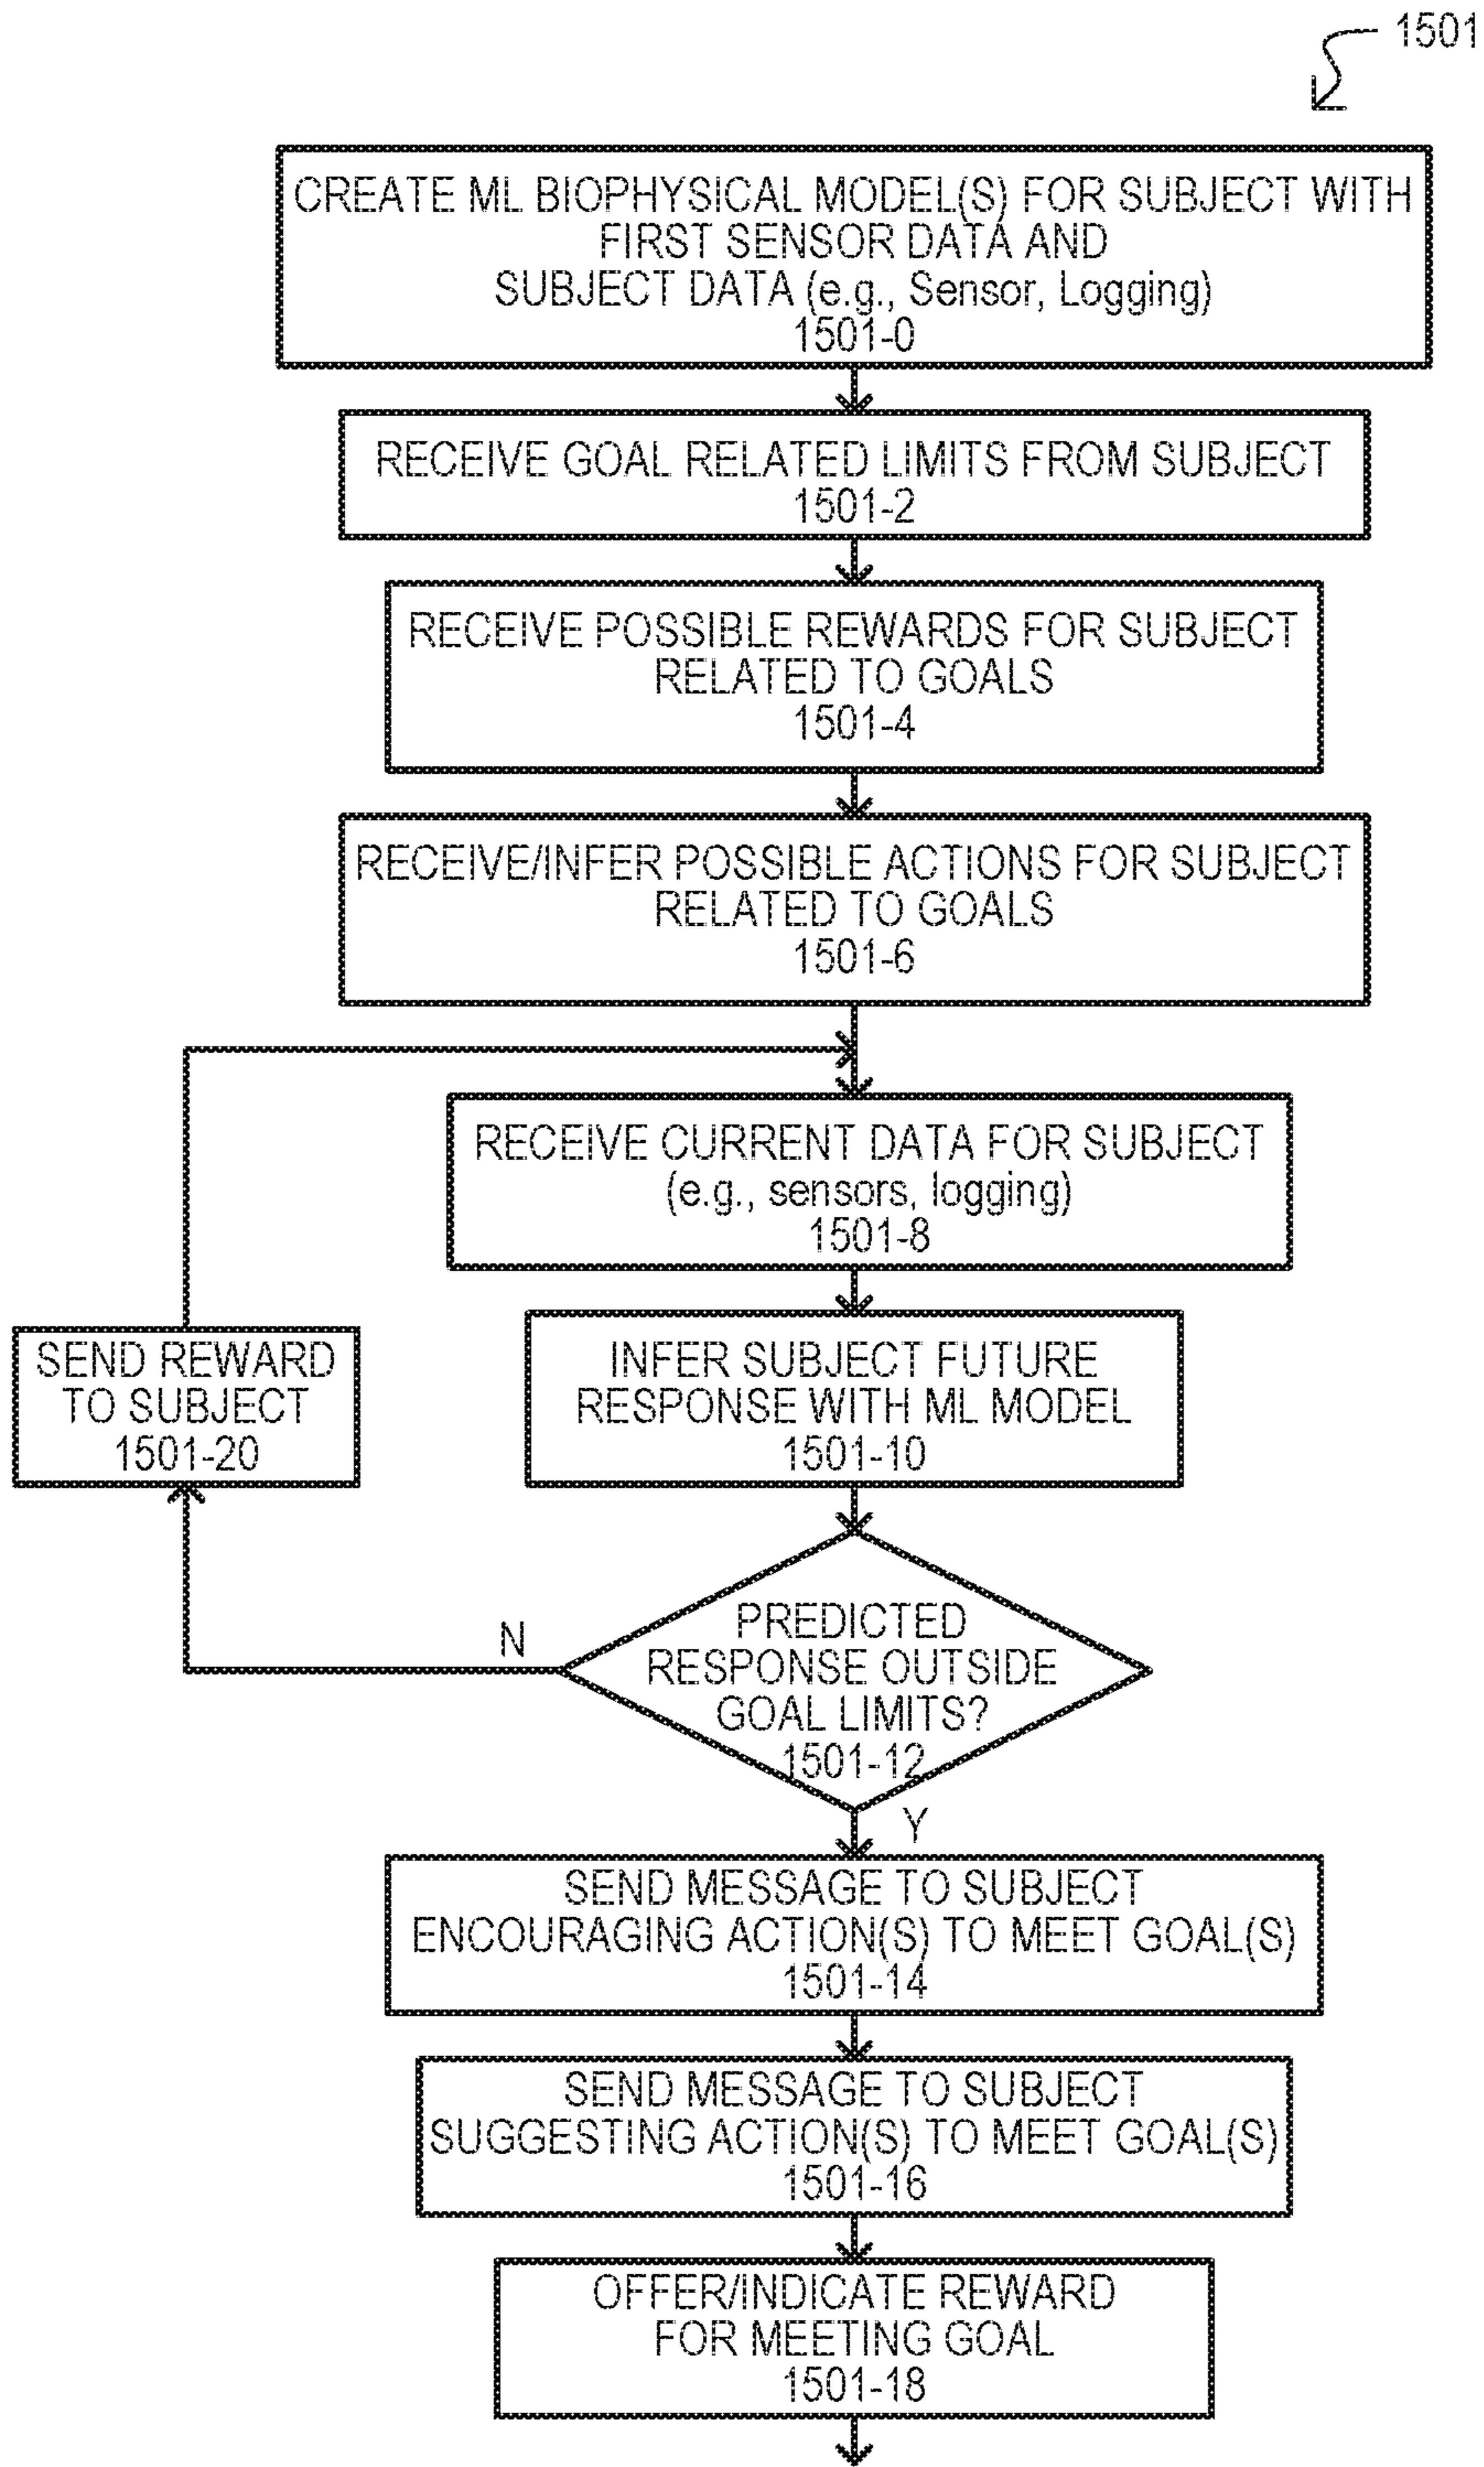 1501
CREATE ML BIOPHYSICAL MODEL(S) FOR SUBJECT WITH
FIRST SENSOR DATA AND
SUBJECT DATA (e.g., Sensor, Logging)
1501-0
RECEIVE GOAL RELATED LIMITS FROM SUBJECT
1501-2
RECEIVE POSSIBLE REWARDS FOR SUBJECT
RELATED TO GOALS
1501-4
RECEIVE/INFER POSSIBLE ACTIONS FOR SUBJECT
RELATED TO GOALS
1501-6
RECEIVE CURRENT DATA FOR SUBJECT
(e.g., sensors, logging)
1501-8
SEND REWARD
TO SUBJECT
1501-20
INFER SUBJECT FUTURE
RESPONSE WITH ML MODEL
1501-10
N
PREDICTED
RESPONSE OUTSIDE
GOAL LIMITS?
1501-12
Y
SEND MESSAGE TO SUBJECT
ENCOURAGING ACTION(S) TO MEET GOAL(S)
1501-14
SEND MESSAGE TO SUBJECT
SUGGESTING ACTION(S) TO MEET GOAL(S)
1501-16
OFFER/INDICATE REWARD
FOR MEETING GOAL
1501-18